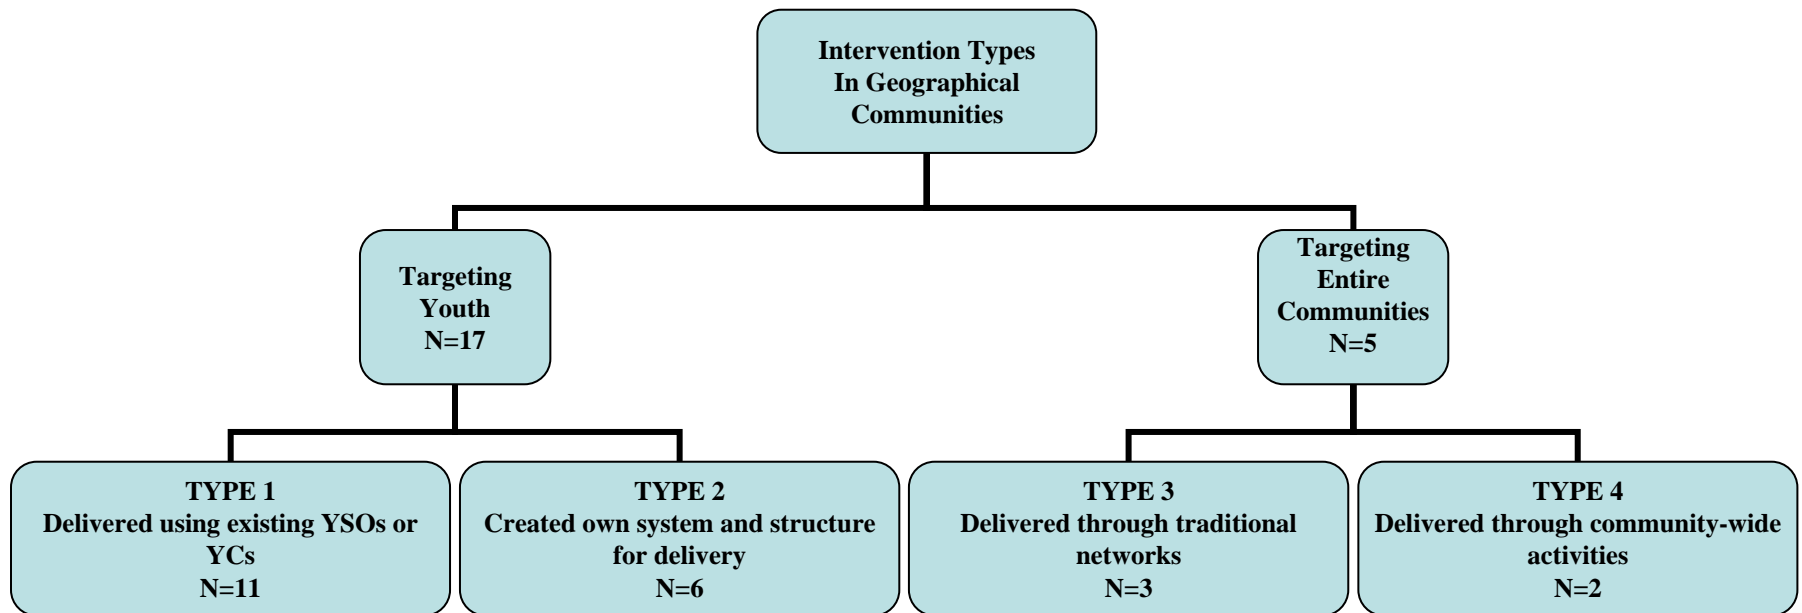 Intervention Types
In Geographical
Communities
Targeting
Youth
N=17
Targeting
Entire
Communities
N=5
TYPE 1
Delivered using existing YSOs or
YCs
N=11
TYPE 2
Created own system and structure
for delivery
N=6
TYPE 3
Delivered through traditional
networks
N=3
TYPE 4
Delivered through community-wide
activities
N=2